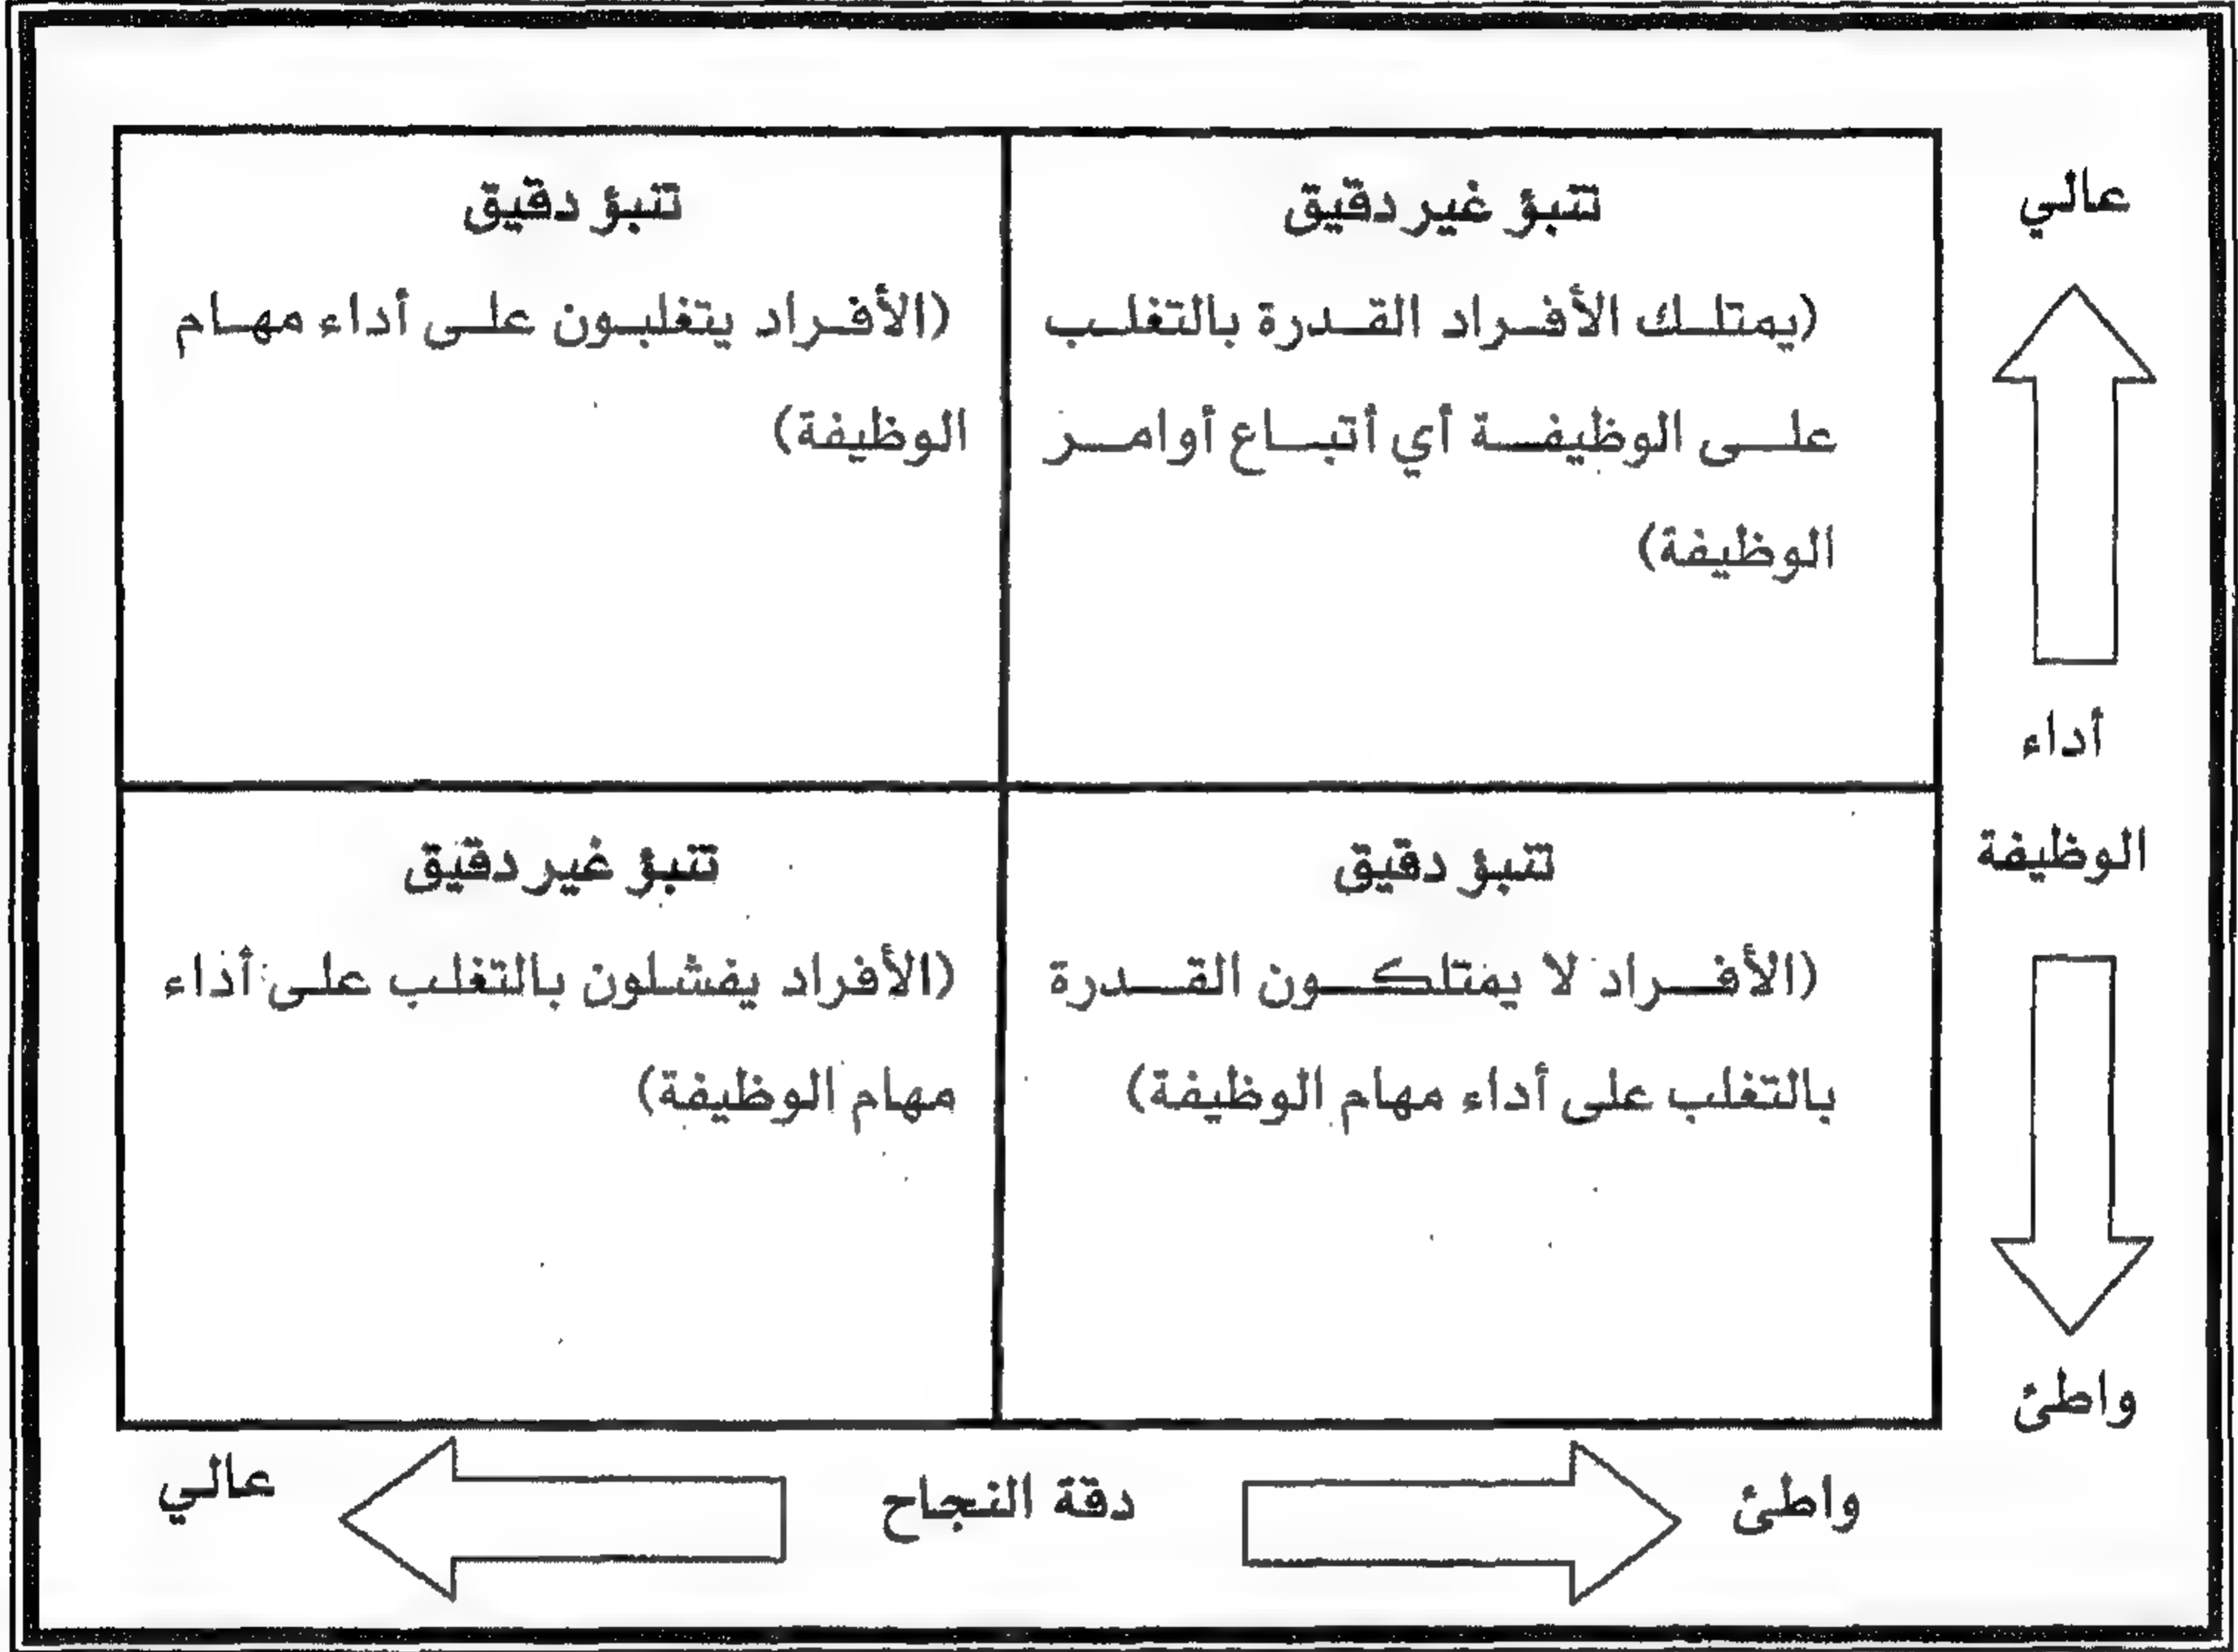 عالي
تنبؤ غير دقيق
(يمتلك الأفراد القدرة بالتغلب
على الوظيفة أي أتباع أوامر
الوظيفة)
تنبؤ دقيق
(الأفراد يتغلبون على أداء مهام
الوظيفة)
أداء
الوظيفة
تنبؤ دقيق
(الأفراد لا يمتلكون القدرة
بالتغلب على أداء مهام الوظيفة)
تنبؤ غير دقيق
(الأفراد يفشلون بالتغلب على أداء
مهام الوظيفة)
واطئ
واطئ
دقة النجاح
عالي